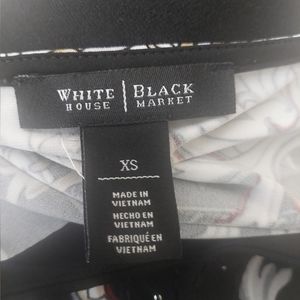 WHITE | BLACK
HOUSE | MARKET
XS
MADE IN
VIETNAM
HECHO EN
VIETNAM
FABRIQUÉ EN
VIETNAM